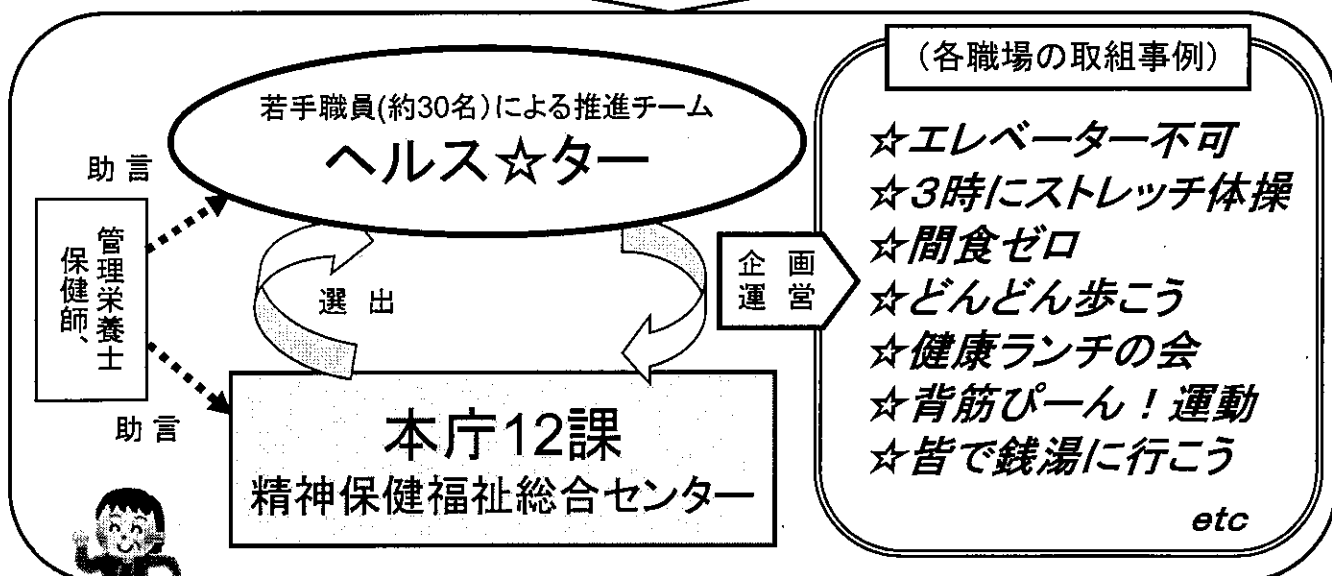 若手職員(約30名)による推進チーム
ヘルス☆ター
助言
管理栄養士
保健師、
助言
選出
企画
運営
本庁12課
精神保健福祉総合センター
(各職場の取組事例)
☆エレベーター不可
☆3時にストレッチ体操
☆間食ゼロ
☆どんどん歩こう
☆健康ランチの会
☆背筋ぴーん！運動
☆皆で銭湯に行こう
etc